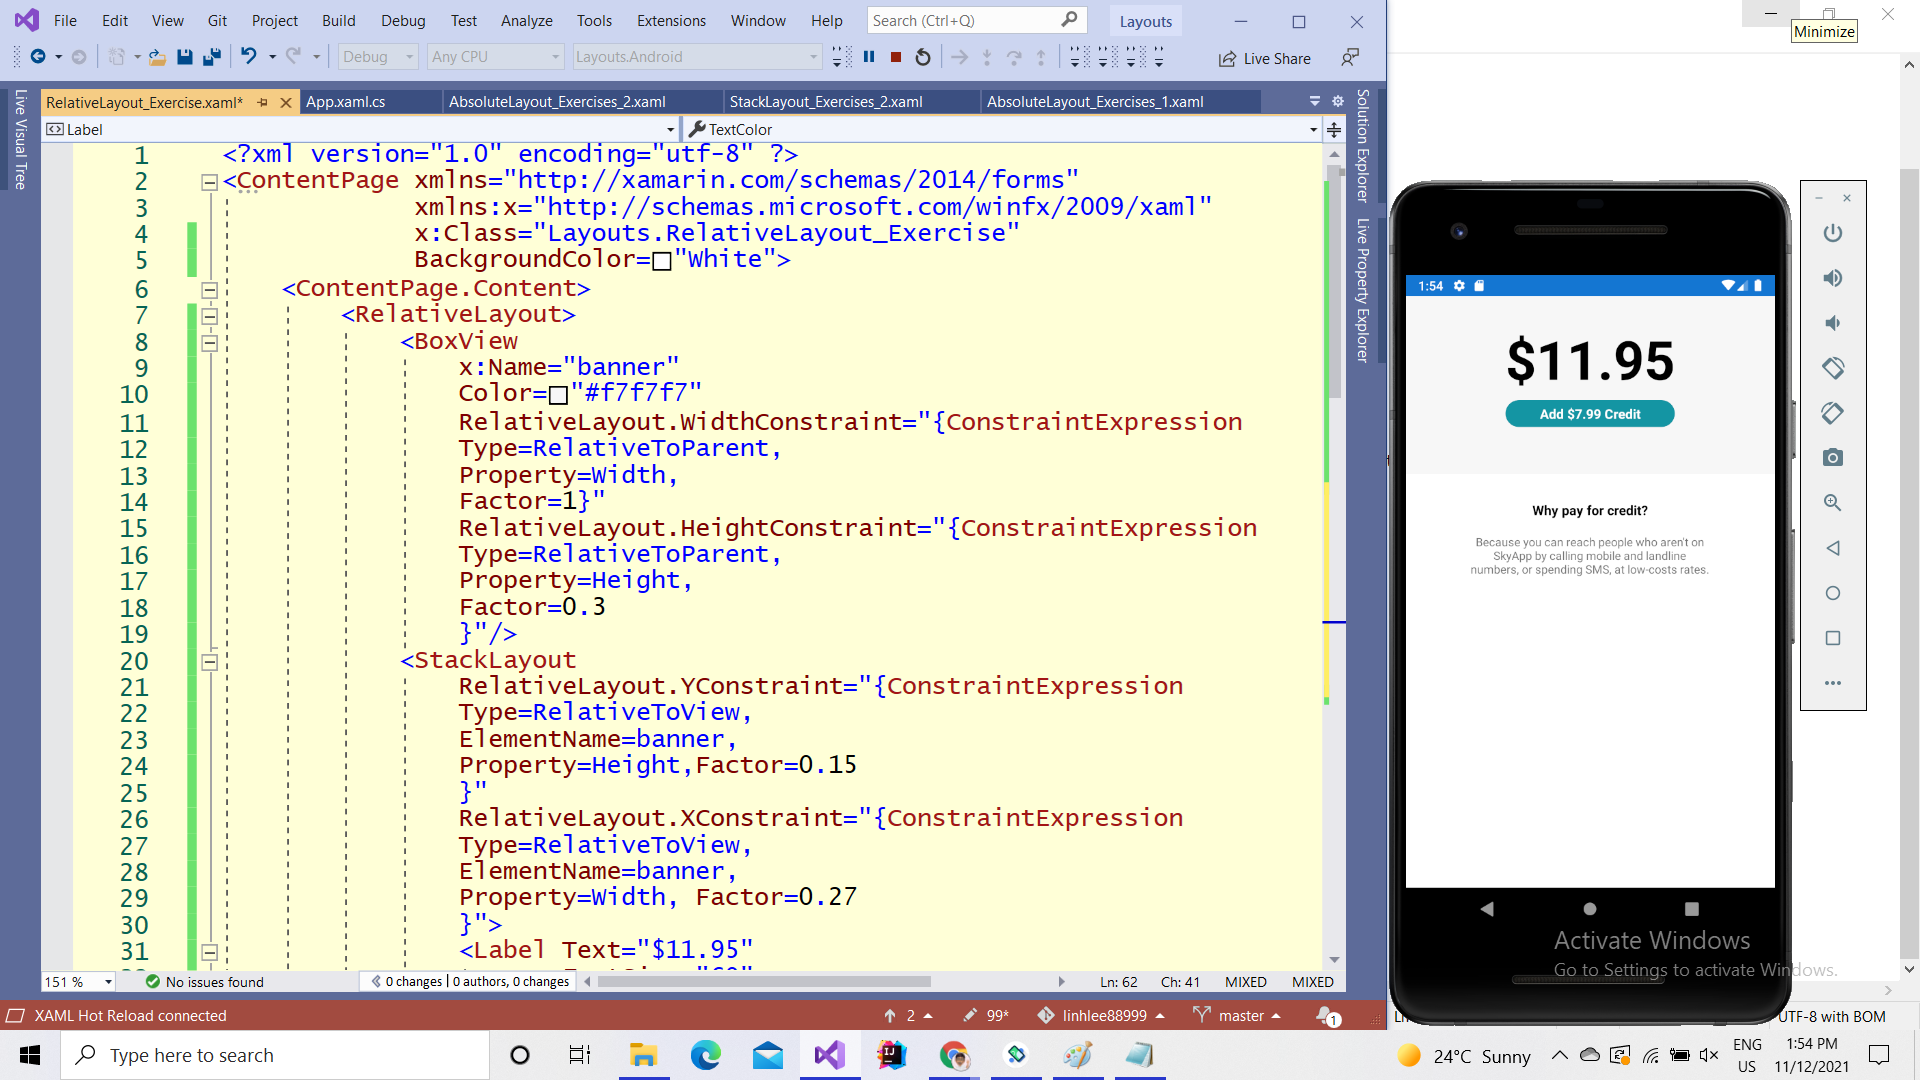 File Edit View Git Project Build Debug Test Analyze Tools Extensions Window Help Search (Ctrl+Q) Layouts
Minimize
Debug Any CPU Layouts.Android Live Share
Live Visual Tree
RelativeLayout_Exercise.xaml* App.xaml.cs AbsoluteLayout_Exercises_2.xaml StackLayout_Exercises_2.xaml AbsoluteLayout_Exercises_1.xaml
Solution Explorer
Live Property Explorer
Label TextColor
1 <?xml version="1.0" encoding="utf-8" ?>
2 <ContentPage xmlns="http://xamarin.com/schemas/2014/forms"
3 xmlns:x="http://schemas.microsoft.com/winfx/2009/xaml"
4 x:Class="Layouts.RelativeLayout_Exercise"
5 BackgroundColor="White">
6 <ContentPage.Content>
7 <RelativeLayout>
8 <BoxView
9 x:Name="banner"
10 Color="#f7f7f7"
11 RelativeLayout.WidthConstraint="{ConstraintExpression
12 Type=RelativeToParent,
13 Property=Width,
14 Factor=1}"
15 RelativeLayout.HeightConstraint="{ConstraintExpression
16 Type=RelativeToParent,
17 Property=Height,
18 Factor=0.3
19 }"/>
20 <StackLayout
21 RelativeLayout.YConstraint="{ConstraintExpression
22 Type=RelativeToView,
23 ElementName=banner,
24 Property=Height,Factor=0.15
25 }"
26 RelativeLayout.XConstraint="{ConstraintExpression
27 Type=RelativeToView,
28 ElementName=banner,
29 Property=Width, Factor=0.27
30 }">
31 <Label Text="$11.95"
151 % No issues found 0 changes | 0 authors, 0 changes Ln: 62 Ch: 41 MIXED MIXED
XAML Hot Reload connected 2 99* linhlee88999 master 1
1:54
$11.95
Add $7.99 Credit
Why pay for credit?
Because you can reach people who aren't on
SkyApp by calling mobile and landline
numbers, or spending SMS, at low-costs rates.
Activate Windows
Go to Settings to activate Windows.
UTF-8 with BOM
Type here to search
24°C Sunny
ENG
US
1:54 PM
11/12/2021